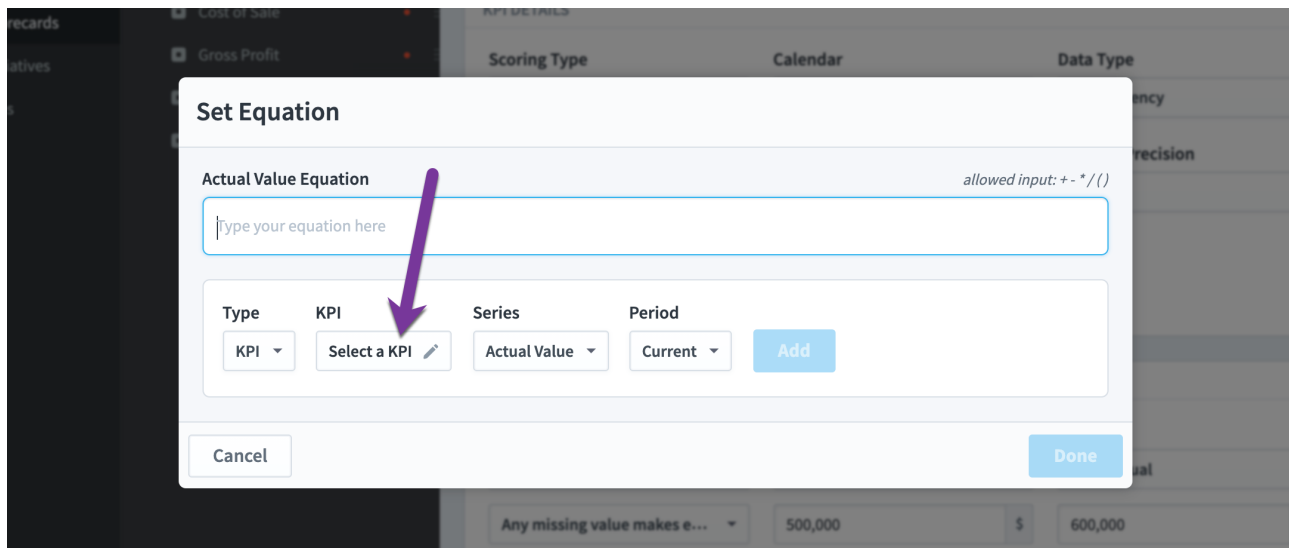 recards
Cost of Sale
KPI DETAILS
iatives
Gross Profit
Scoring Type
Calendar
Data Type
s
ency
Set Equation
recision
Actual Value Equation
allowed input: + - * / ( )
Type your equation here
Type
KPI
Series
Period
KPI
Select a KPI
Actual Value
Current
Add
Cancel
Done
ual
Any missing value makes e...
500,000
$
600,000